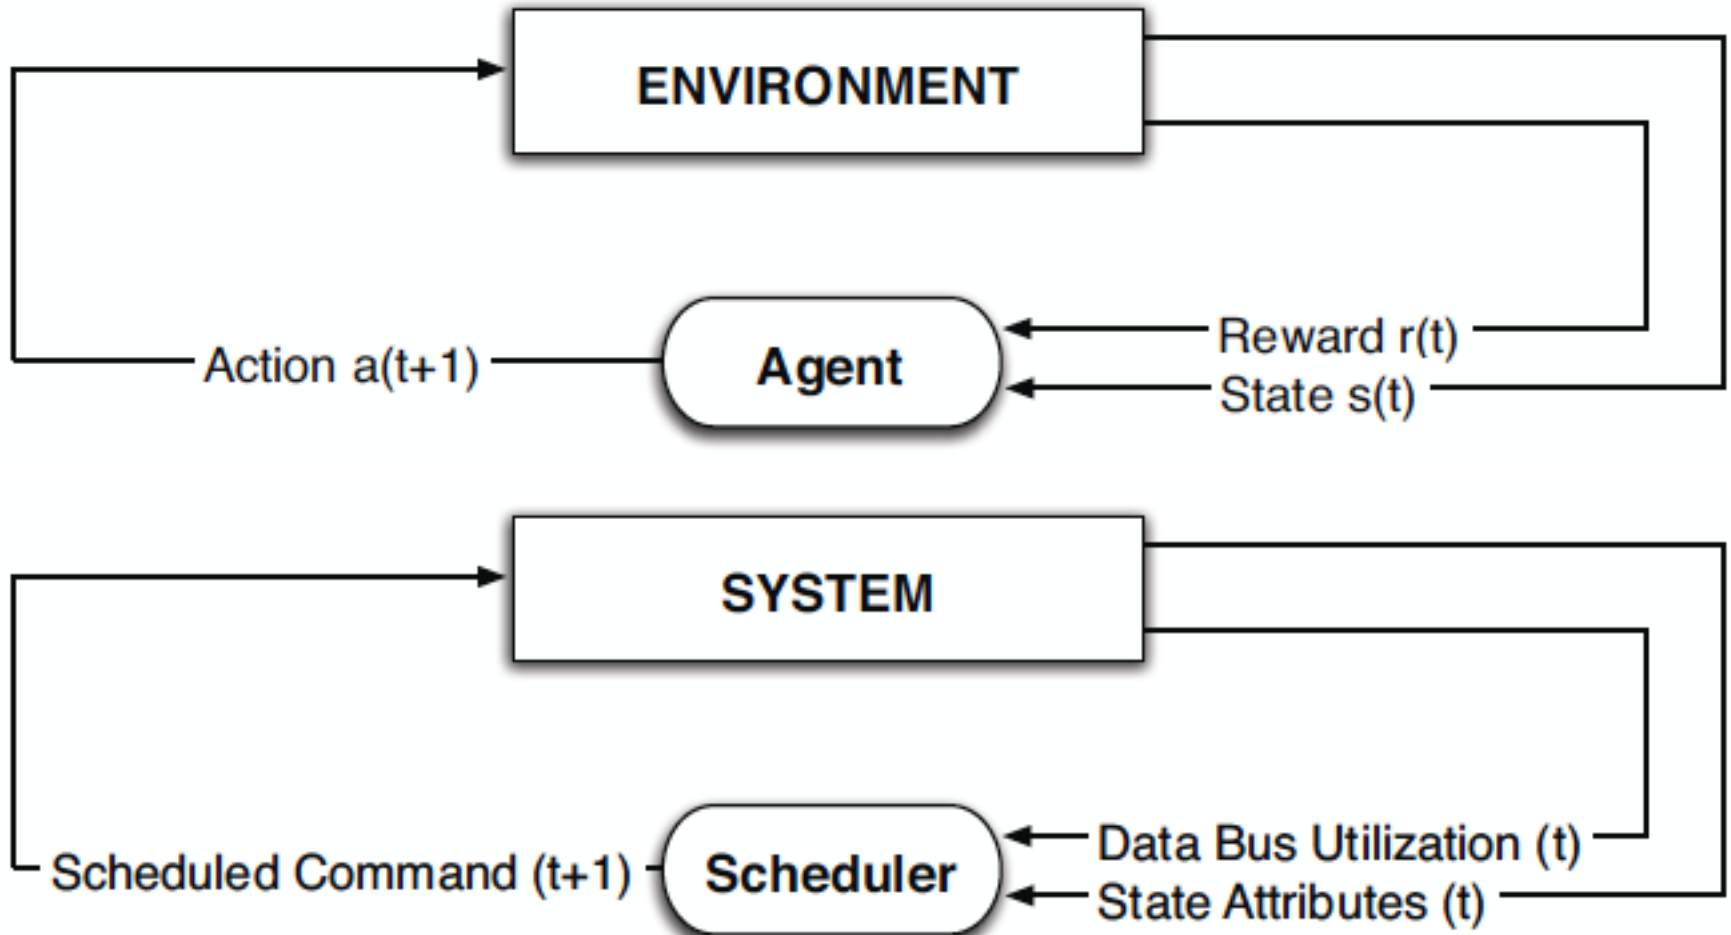 ENVIRONMENT
Reward r(t)
Action a(t+1)
Agent
State s(t)
SYSTEM
Data Bus Utilization (t)
Scheduled Command (t+1)
Scheduler
State Attributes (t)